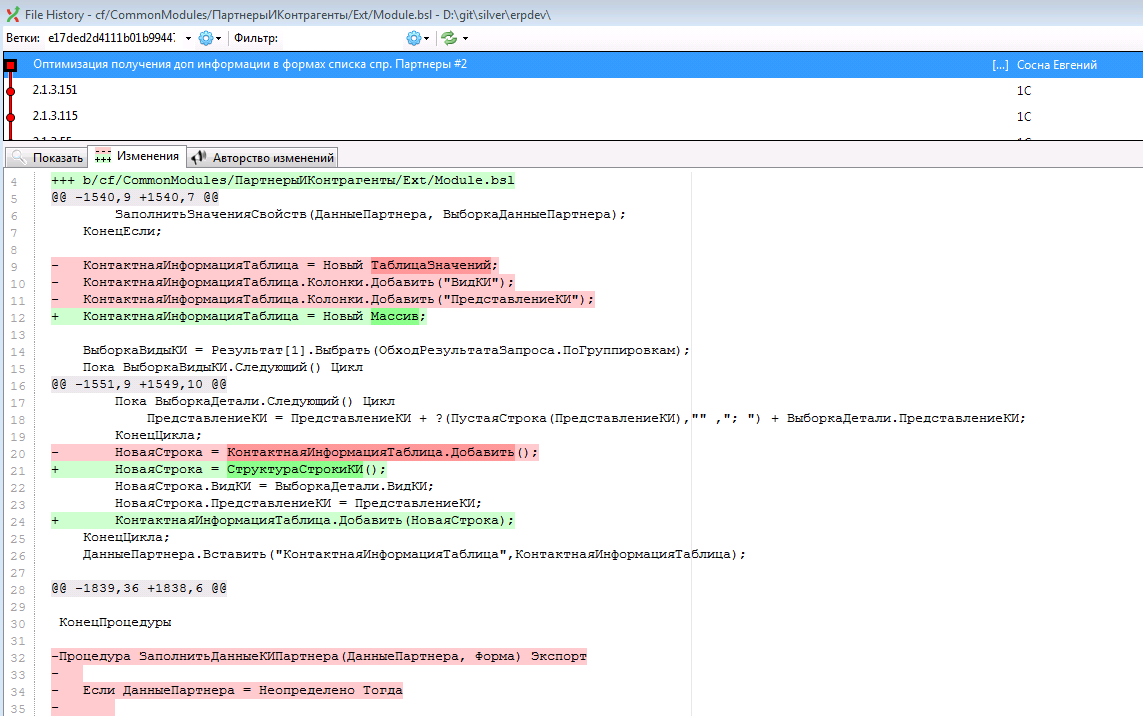 File History - cf/CommonModules/ПартнерыИКонтрагенты/Ext/Module.bsl - D:\git\silver\erpdev\
Ветки: e17ded2d4111b01b9944 Фильтр:
Оптимизация получения доп информации в формах списка спр. Партнеры #2 [...] Сосна Евгений
2.1.3.151 1С
2.1.3.115 1С
Показать Изменения Авторство изменений
4 +++ b/cf/CommonModules/ПартнерыИКонтрагенты/Ext/Module.bsl
5 @@ -1540,9 +1540,7 @@
6 ЗаполнитьЗначенияСвойств(ДанныеПартнера, ВыборкаДанныеПартнера);
7 КонецЕсли;
8
9 - КонтактнаяИнформацияТаблица = Новый ТаблицаЗначений;
10 - КонтактнаяИнформацияТаблица.Колонки.Добавить("ВидКИ");
11 - КонтактнаяИнформацияТаблица.Колонки.Добавить("ПредставлениеКИ");
12 + КонтактнаяИнформацияТаблица = Новый Массив;
13
14 ВыборкаВидыКИ = Результат[1].Выбрать(ОбходРезультатаЗапроса.ПоГруппировкам);
15 Пока ВыборкаВидыКИ.Следующий() Цикл
16 @@ -1551,9 +1549,10 @@
17 Пока ВыборкаДетали.Следующий() Цикл
18 ПредставлениеКИ = ПредставлениеКИ + ?(ПустаяСтрока(ПредставлениеКИ),"" ,"; ") + ВыборкаДетали.ПредставлениеКИ;
19 КонецЦикла;
20 - НоваяСтрока = КонтактнаяИнформацияТаблица.Добавить();
21 + НоваяСтрока = СтруктураСтрокиКИ();
22 НоваяСтрока.ВидКИ = ВыборкаДетали.ВидКИ;
23 НоваяСтрока.ПредставлениеКИ = ПредставлениеКИ;
24 + КонтактнаяИнформацияТаблица.Добавить(НоваяСтрока);
25 КонецЦикла;
26 ДанныеПартнера.Вставить("КонтактнаяИнформацияТаблица",КонтактнаяИнформацияТаблица);
27
28 @@ -1839,36 +1838,6 @@
29
30 КонецПроцедуры
31
32 -Процедура ЗаполнитьДанныеКИПартнера(ДанныеПартнера, Форма) Экспорт
33 -
34 - Если ДанныеПартнера = Неопределено Тогда
35 -